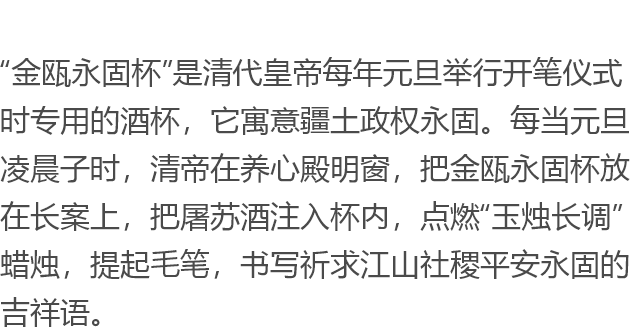 “金瓯永固杯”是清代皇帝每年元旦举行开笔仪式
时专用的酒杯，它寓意疆土政权永固。每当元旦
凌晨子时，清帝在养心殿明窗，把金瓯永固杯放
在长案上，把屠苏酒注入杯内，点燃“玉烛长调”
蜡烛，提起毛笔，书写祈求江山社稷平安永固的
吉祥语。